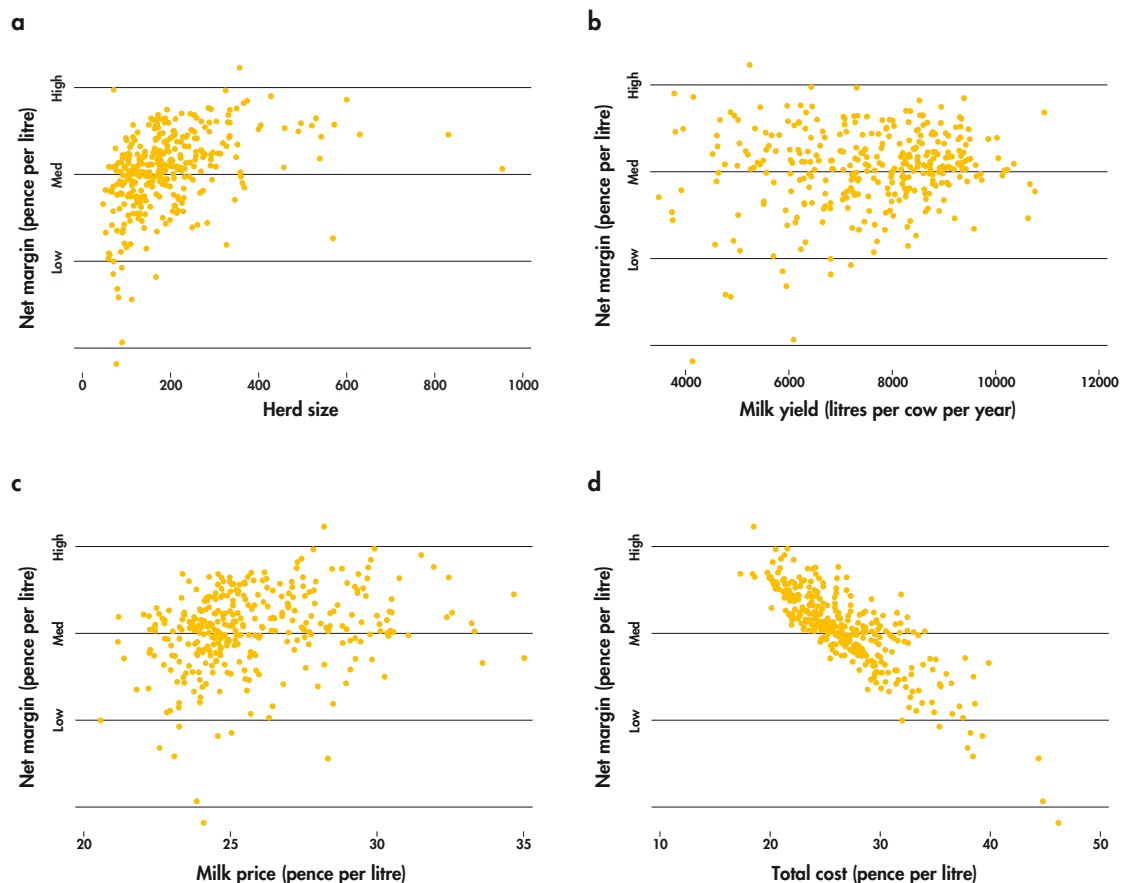 a
Net margin (pence per litre)
High
Med
Low
0 200 400 600 800 1000
Herd size
b
Net margin (pence per litre)
High
Med
Low
4000 6000 8000 10000 12000
Milk yield (litres per cow per year)
c
Net margin (pence per litre)
High
Med
Low
20 25 30 35
Milk price (pence per litre)
d
Net margin (pence per litre)
High
Med
Low
10 20 30 40 50
Total cost (pence per litre)